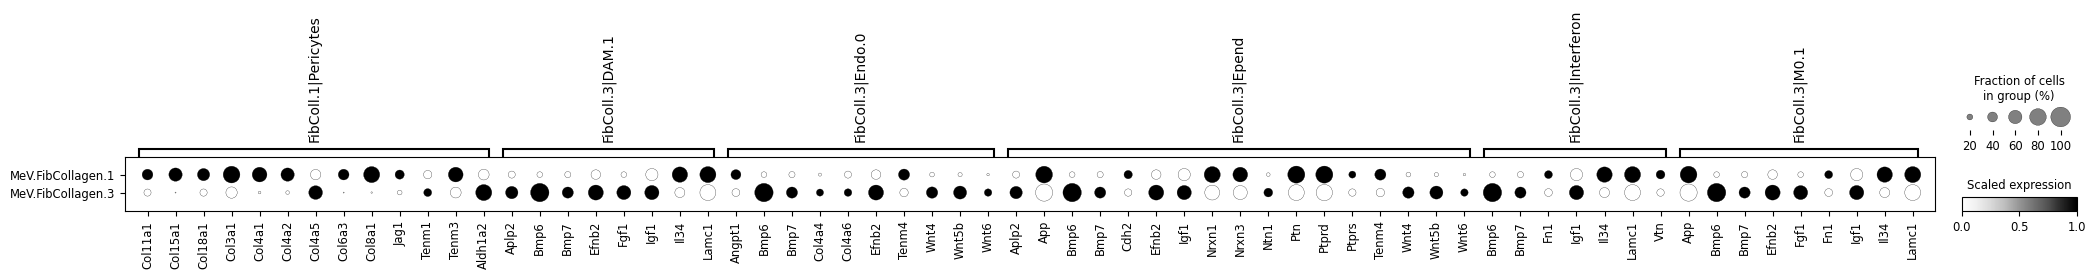 FibColl.1|Pericytes
FibColl.3|DAM.1
FibColl.3|Endo.0
FibColl.3|Epend
FibColl.3|Interferon
FibColl.3|M0.1
Fraction of cells
in group (%)
20 40 60 80 100
MeV.FibCollagen.1
MeV.FibCollagen.3
Scaled expression
0.0 0.5 1.0
Col11a1
Col15a1
Col18a1
Col3a1
Col4a1
Col4a2
Col4a5
Col6a3
Col8a1
Jag1
Tenm1
Tenm3
Aldh1a2
Aplp2
Bmp6
Bmp7
Efnb2
Fgf1
Igf1
Il34
Lamc1
Angpt1
Bmp6
Bmp7
Col4a4
Col4a6
Efnb2
Tenm4
Wnt4
Wnt5b
Wnt6
Aplp2
App
Bmp6
Bmp7
Cdh2
Efnb2
Igf1
Nrxn1
Nrxn3
Ntn1
Ptn
Ptprd
Ptprs
Tenm4
Wnt4
Wnt5b
Wnt6
Bmp6
Bmp7
Fn1
Igf1
Il34
Lamc1
Vtn
App
Bmp6
Bmp7
Efnb2
Fgf1
Fn1
Igf1
Il34
Lamc1